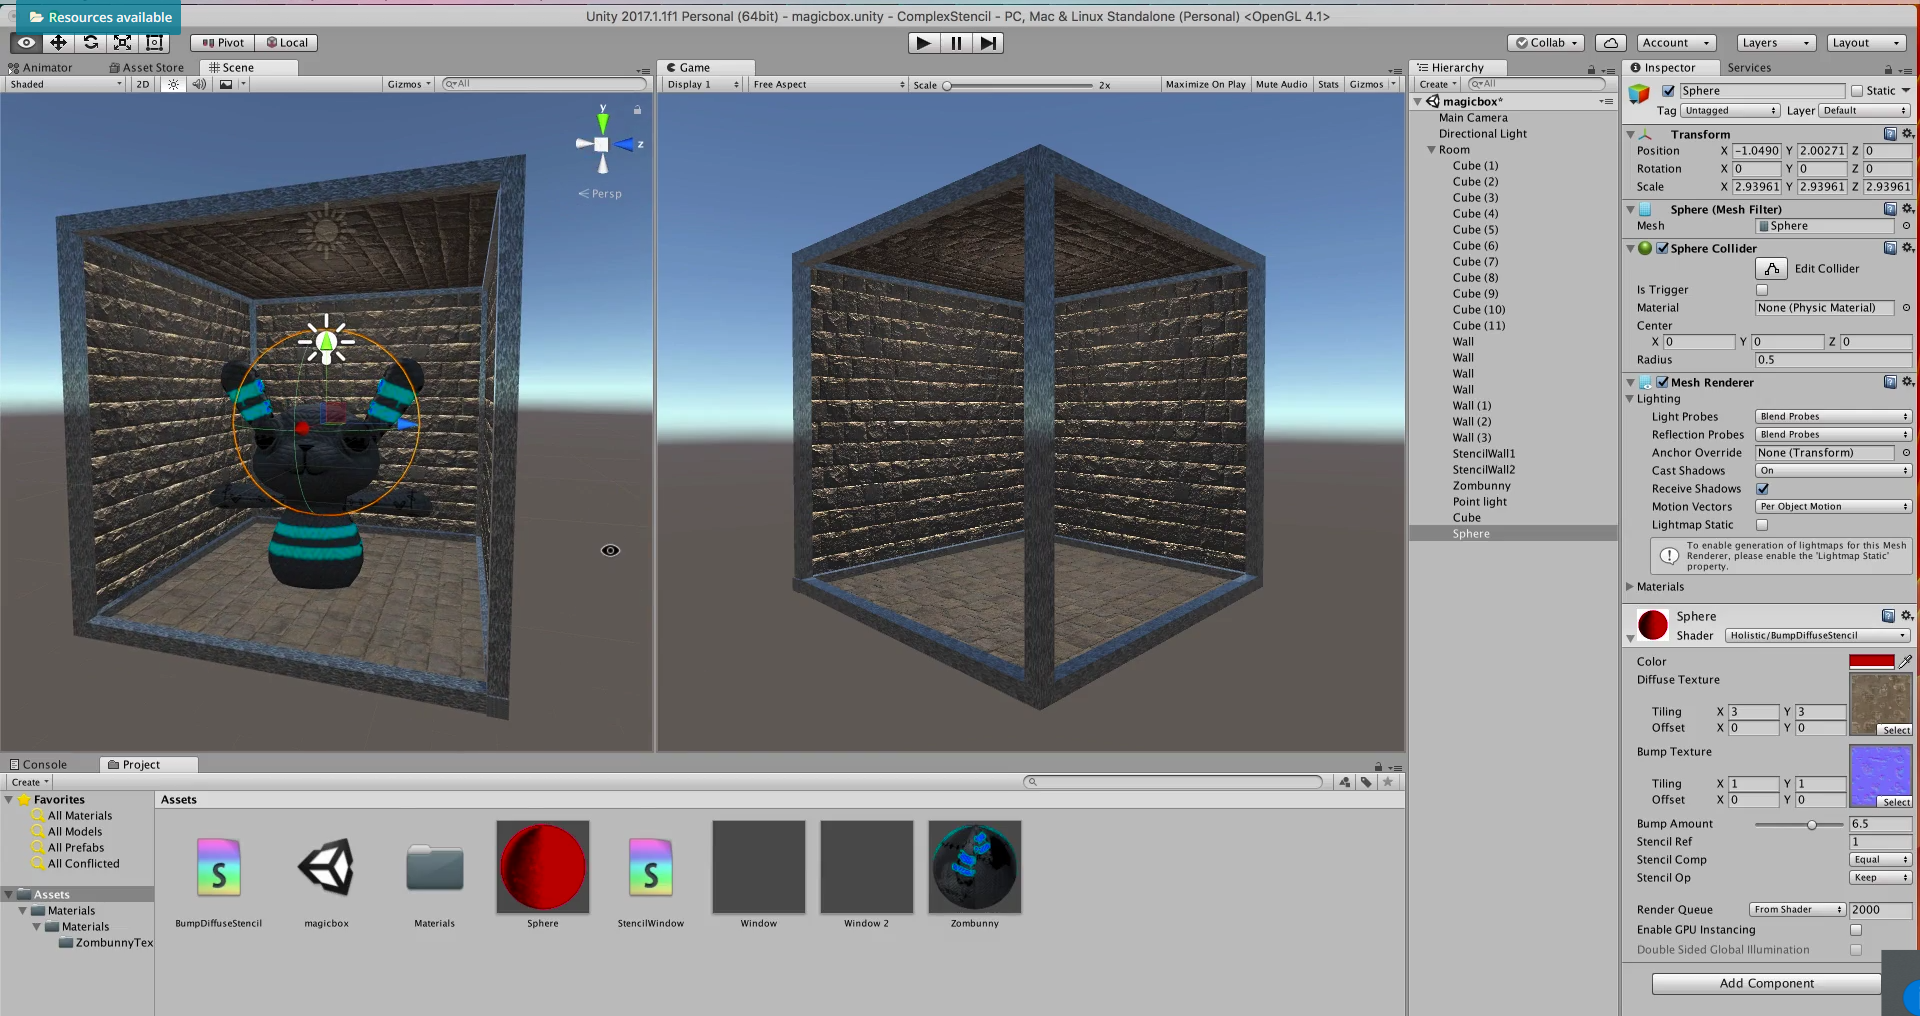 Resources available
Unity 2017.1.1f1 Personal (64bit) - magicbox.unity - ComplexStencil - PC, Mac & Linux Standalone (Personal) <OpenGL 4.1>
Pivot Local
Collab Account Layers Layout
Animator Asset Store Scene
Shaded 2D Gizmos All
Game
Display 1 Free Aspect Scale 2x Maximize On Play Mute Audio Stats Gizmos
y
z
Persp
Hierarchy
Create All
magicbox*
Main Camera
Directional Light
Room
Cube (1)
Cube (2)
Cube (3)
Cube (4)
Cube (5)
Cube (6)
Cube (7)
Cube (8)
Cube (9)
Cube (10)
Cube (11)
Wall
Wall
Wall
Wall
Wall (1)
Wall (2)
Wall (3)
StencilWall1
StencilWall2
Zombunny
Point light
Cube
Sphere
Inspector Services
Sphere Static
Tag Untagged Layer Default
Transform
Position X -1.0490 Y 2.00271 Z 0
Rotation X 0 Y 0 Z 0
Scale X 2.93961 Y 2.93961 Z 2.93961
Sphere (Mesh Filter)
Mesh Sphere
Sphere Collider
Edit Collider
Is Trigger
Material None (Physic Material)
Center
X 0 Y 0 Z 0
Radius 0.5
Mesh Renderer
Lighting
Light Probes Blend Probes
Reflection Probes Blend Probes
Anchor Override None (Transform)
Cast Shadows On
Receive Shadows
Motion Vectors Per Object Motion
Lightmap Static
To enable generation of lightmaps for this Mesh
Renderer, please enable the 'Lightmap Static'
property.
Materials
Sphere
Shader Holistic/BumpDiffuseStencil
Color
Diffuse Texture
Tiling X 3 Y 3
Offset X 0 Y 0
Select
Bump Texture
Tiling X 1 Y 1
Offset X 0 Y 0
Select
Bump Amount 6.5
Stencil Ref 1
Stencil Comp Equal
Stencil Op Keep
Render Queue From Shader 2000
Enable GPU Instancing
Double Sided Global Illumination
Add Component
Console Project
Create
Favorites
All Materials
All Models
All Prefabs
All Conflicted
Assets
Materials
Materials
ZombunnyTex
Assets
BumpDiffuseStencil magicbox Materials Sphere StencilWindow Window Window 2 Zombunny